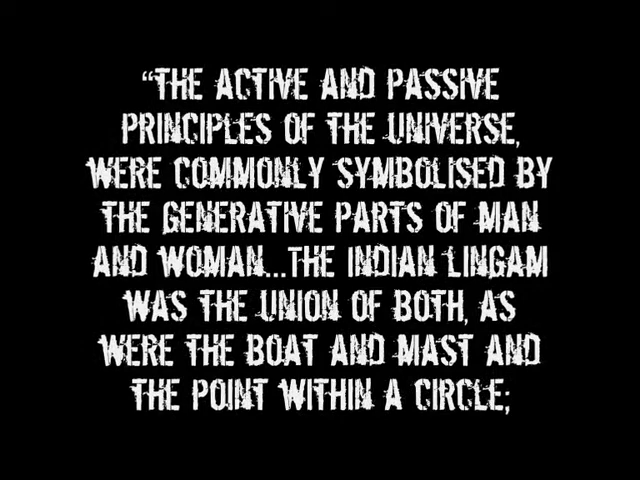 “THE ACTIVE AND PASSIVE
PRINCIPLES OF THE UNIVERSE,
WERE COMMONLY SYMBOLISED BY
THE GENERATIVE PARTS OF MAN
AND WOMAN...THE INDIAN LINGAM
WAS THE UNION OF BOTH, AS
WERE THE BOAT AND MAST AND
THE POINT WITHIN A CIRCLE;